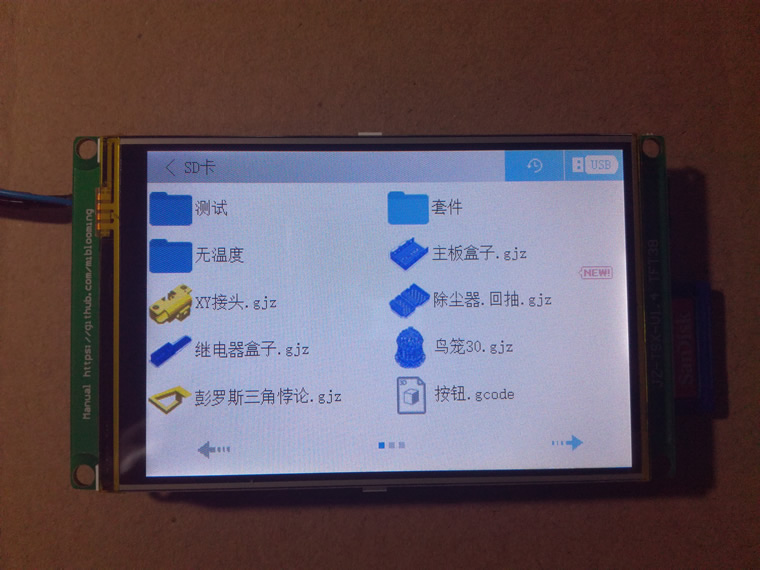 SD卡
USB
测试
套件
无温度
主板盒子.gjz
NEW!
XY接头.gjz
除尘器.回抽.gjz
继电器盒子.gjz
鸟笼30.gjz
彭罗斯三角悖论.gjz
3D
按钮.gcode
Manual https://github.com/miblooming